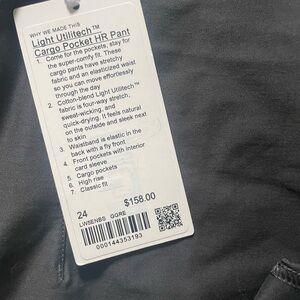 WHY WE MADE THIS
Light Utilitech™
Cargo Pocket HR Pant
1. Come for the pockets, stay for
the super-comfy fit. These
cargo pants have stretchy
fabric and an elasticized waist
so you can move effortlessly
through the day
2. Cotton-blend Light Utilitech™
fabric is four-way stretch,
sweat-wicking, and
quick-drying. It feels natural
on the outside and sleek next
to skin
3. Waistband is elastic in the
back with a fly front
4. Front pockets with interior
card sleeve
5. Cargo pockets
6. High rise
7. Classic fit
24 $158.00
LW5ENBS GGRE
000144353193